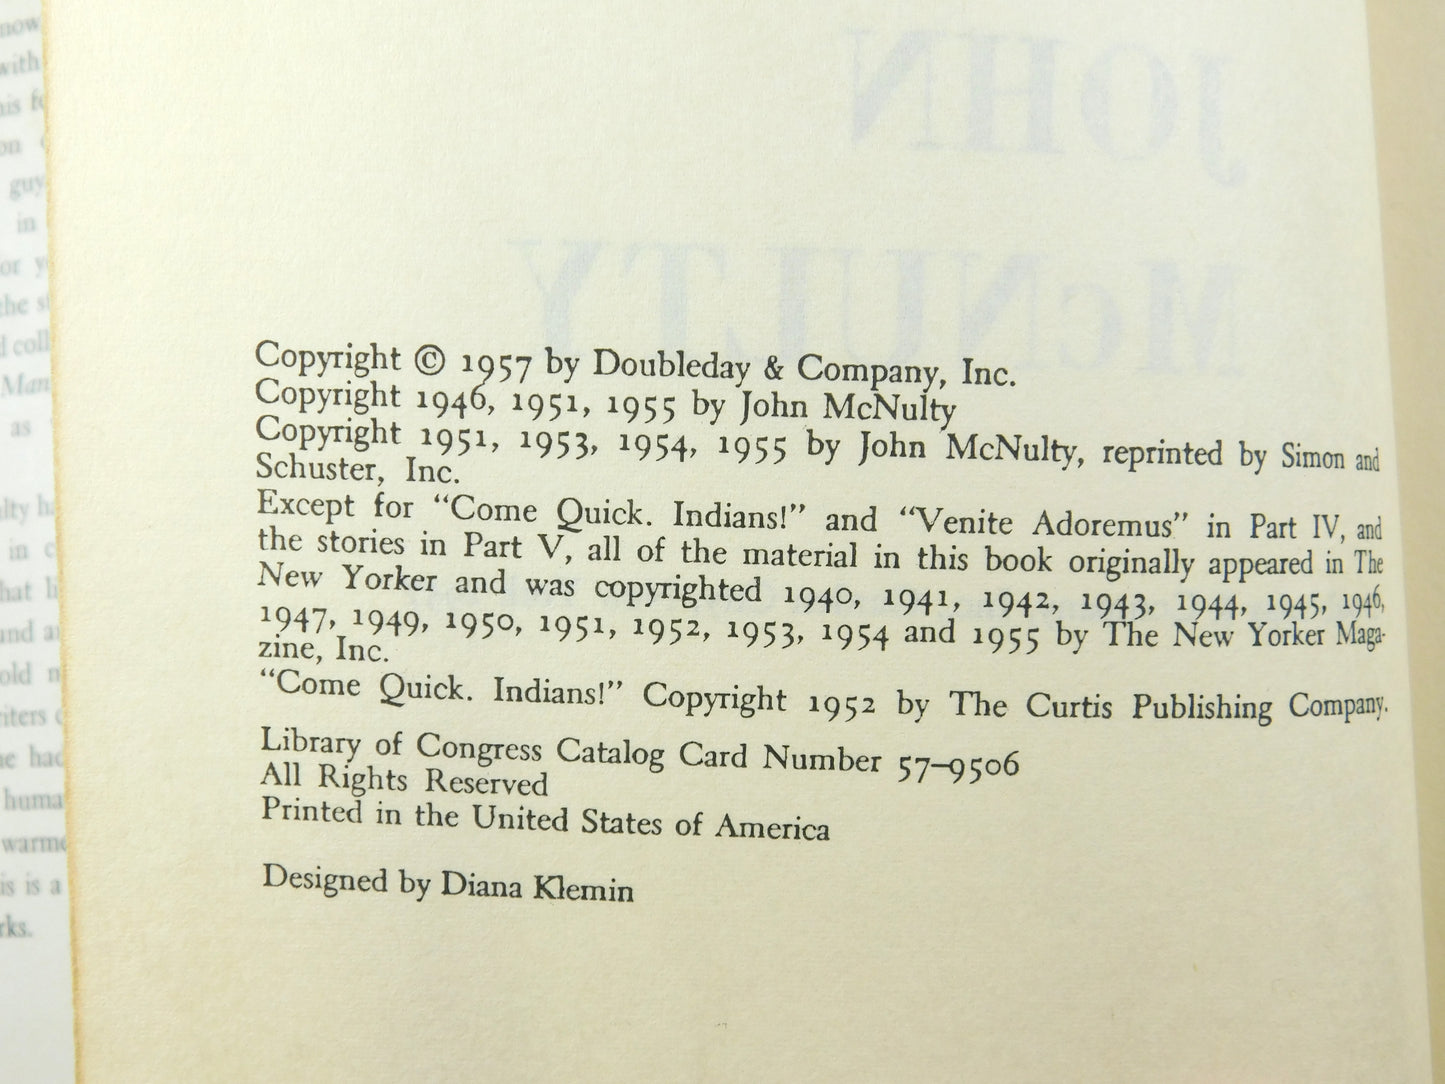 JOHN
McNULTY
Copyright © 1957 by Doubleday & Company, Inc.
Copyright 1946, 1951, 1955 by John McNulty
Copyright 1951, 1953, 1954, 1955 by John McNulty, reprinted by Simon and
Schuster, Inc.
Except for “Come Quick. Indians!” and “Venite Adoremus” in Part IV, and
the stories in Part V, all of the material in this book originally appeared in The
New Yorker and was copyrighted 1940, 1941, 1942, 1943, 1944, 1945, 1946,
1947, 1949, 1950, 1951, 1952, 1953, 1954 and 1955 by The New Yorker Maga-
zine, Inc.
“Come Quick. Indians!” Copyright 1952 by The Curtis Publishing Company.
Library of Congress Catalog Card Number 57–9506
All Rights Reserved
Printed in the United States of America
Designed by Diana Klemin